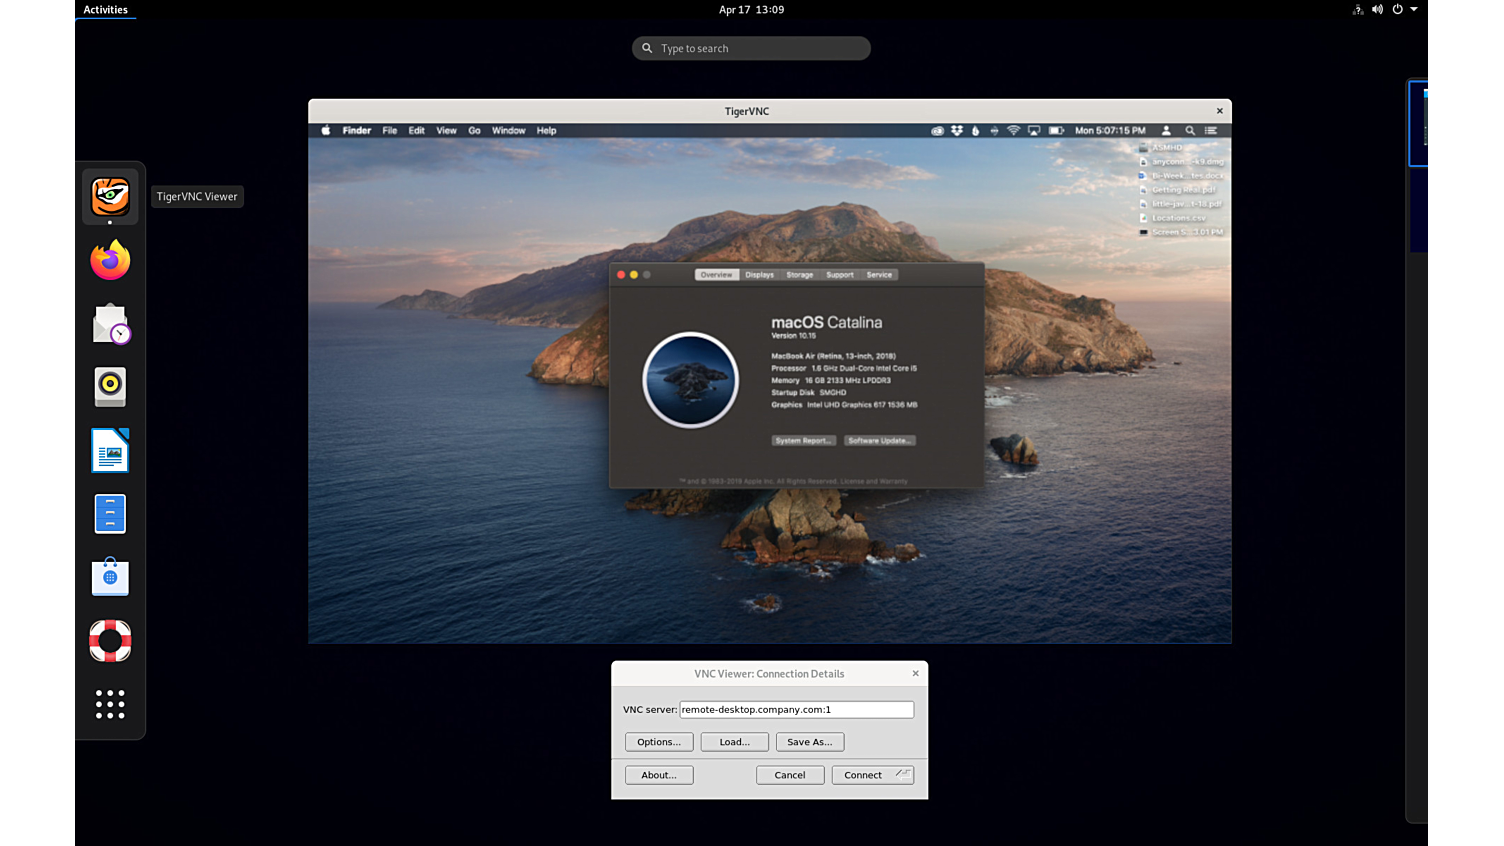 Activities
Apr 17 13:09
Type to search
TigerVNC
Finder File Edit View Go Window Help
Mon 5:07:15 PM
ASMHD
anyconn...-k9.dmg
Bi-Week...tes.docx
Getting Real.pdf
little-jav...1-18.pdf
Locations.csv
Screen S...3.01 PM
TigerVNC Viewer
Overview Displays Storage Support Service
macOS Catalina
Version 10.15
MacBook Air (Retina, 13-inch, 2018)
Processor 1.6 GHz Dual-Core Intel Core i5
Memory 16 GB 2133 MHz LPDDR3
Startup Disk SMGHD
Graphics Intel UHD Graphics 617 1536 MB
System Report... Software Update...
™ and © 1983-2019 Apple Inc. All Rights Reserved. License and Warranty
VNC Viewer: Connection Details
VNC server: remote-desktop.company.com:1
Options... Load... Save As...
About... Cancel Connect